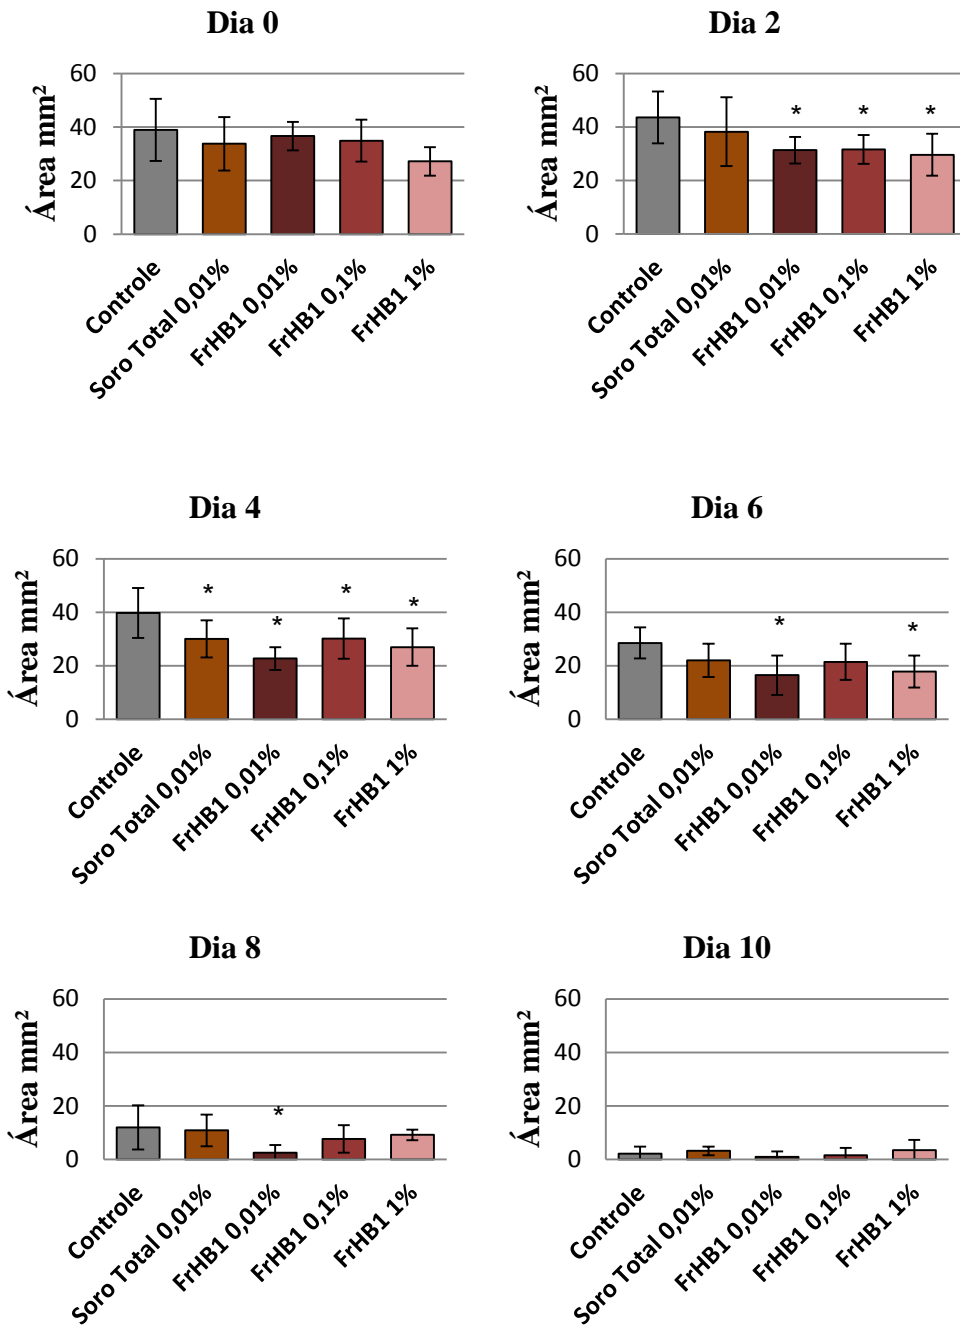 Dia 0
Área mm²
60
40
20
0
Controle
Soro Total 0,01%
FrHB1 0,01%
FrHB1 0,1%
FrHB1 1%
Dia 2
Área mm²
60
40
20
0
* * *
Controle
Soro Total 0,01%
FrHB1 0,01%
FrHB1 0,1%
FrHB1 1%
Dia 4
Área mm²
60
40
20
0
* * * *
Controle
Soro Total 0,01%
FrHB1 0,01%
FrHB1 0,1%
FrHB1 1%
Dia 6
Área mm²
60
40
20
0
* *
Controle
Soro Total 0,01%
FrHB1 0,01%
FrHB1 0,1%
FrHB1 1%
Dia 8
Área mm²
60
40
20
0
*
Controle
Soro Total 0,01%
FrHB1 0,01%
FrHB1 0,1%
FrHB1 1%
Dia 10
Área mm²
60
40
20
0
Controle
Soro Total 0,01%
FrHB1 0,01%
FrHB1 0,1%
FrHB1 1%